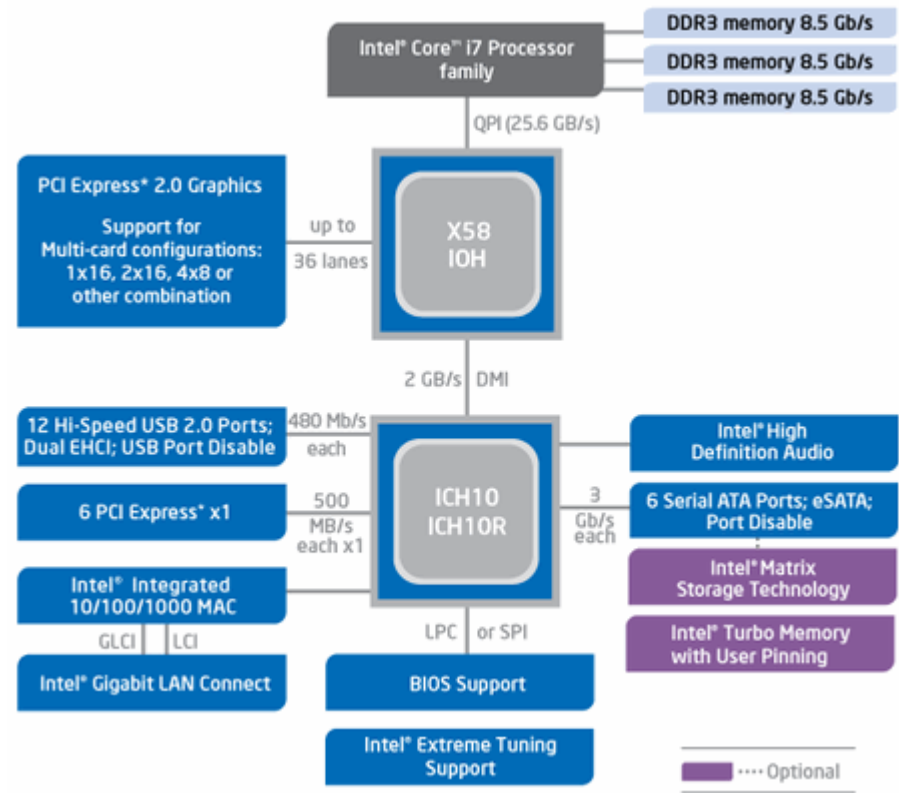 Intel® Core™ i7 Processor
family
DDR3 memory 8.5 Gb/s
DDR3 memory 8.5 Gb/s
DDR3 memory 8.5 Gb/s
QPI (25.6 GB/s)
PCI Express* 2.0 Graphics
Support for
Multi-card configurations:
1x16, 2x16, 4x8 or
other combination
up to
36 lanes
X58
IOH
2 GB/s DMI
12 Hi-Speed USB 2.0 Ports;
Dual EHCI; USB Port Disable
480 Mb/s
each
6 PCI Express* x1
500
MB/s
each x1
Intel® Integrated
10/100/1000 MAC
GLCI LCI
Intel® Gigabit LAN Connect
ICH10
ICH10R
Intel® High
Definition Audio
3
Gb/s
each
6 Serial ATA Ports; eSATA;
Port Disable
Intel® Matrix
Storage Technology
Intel® Turbo Memory
with User Pinning
LPC or SPI
BIOS Support
Intel® Extreme Tuning
Support
Optional